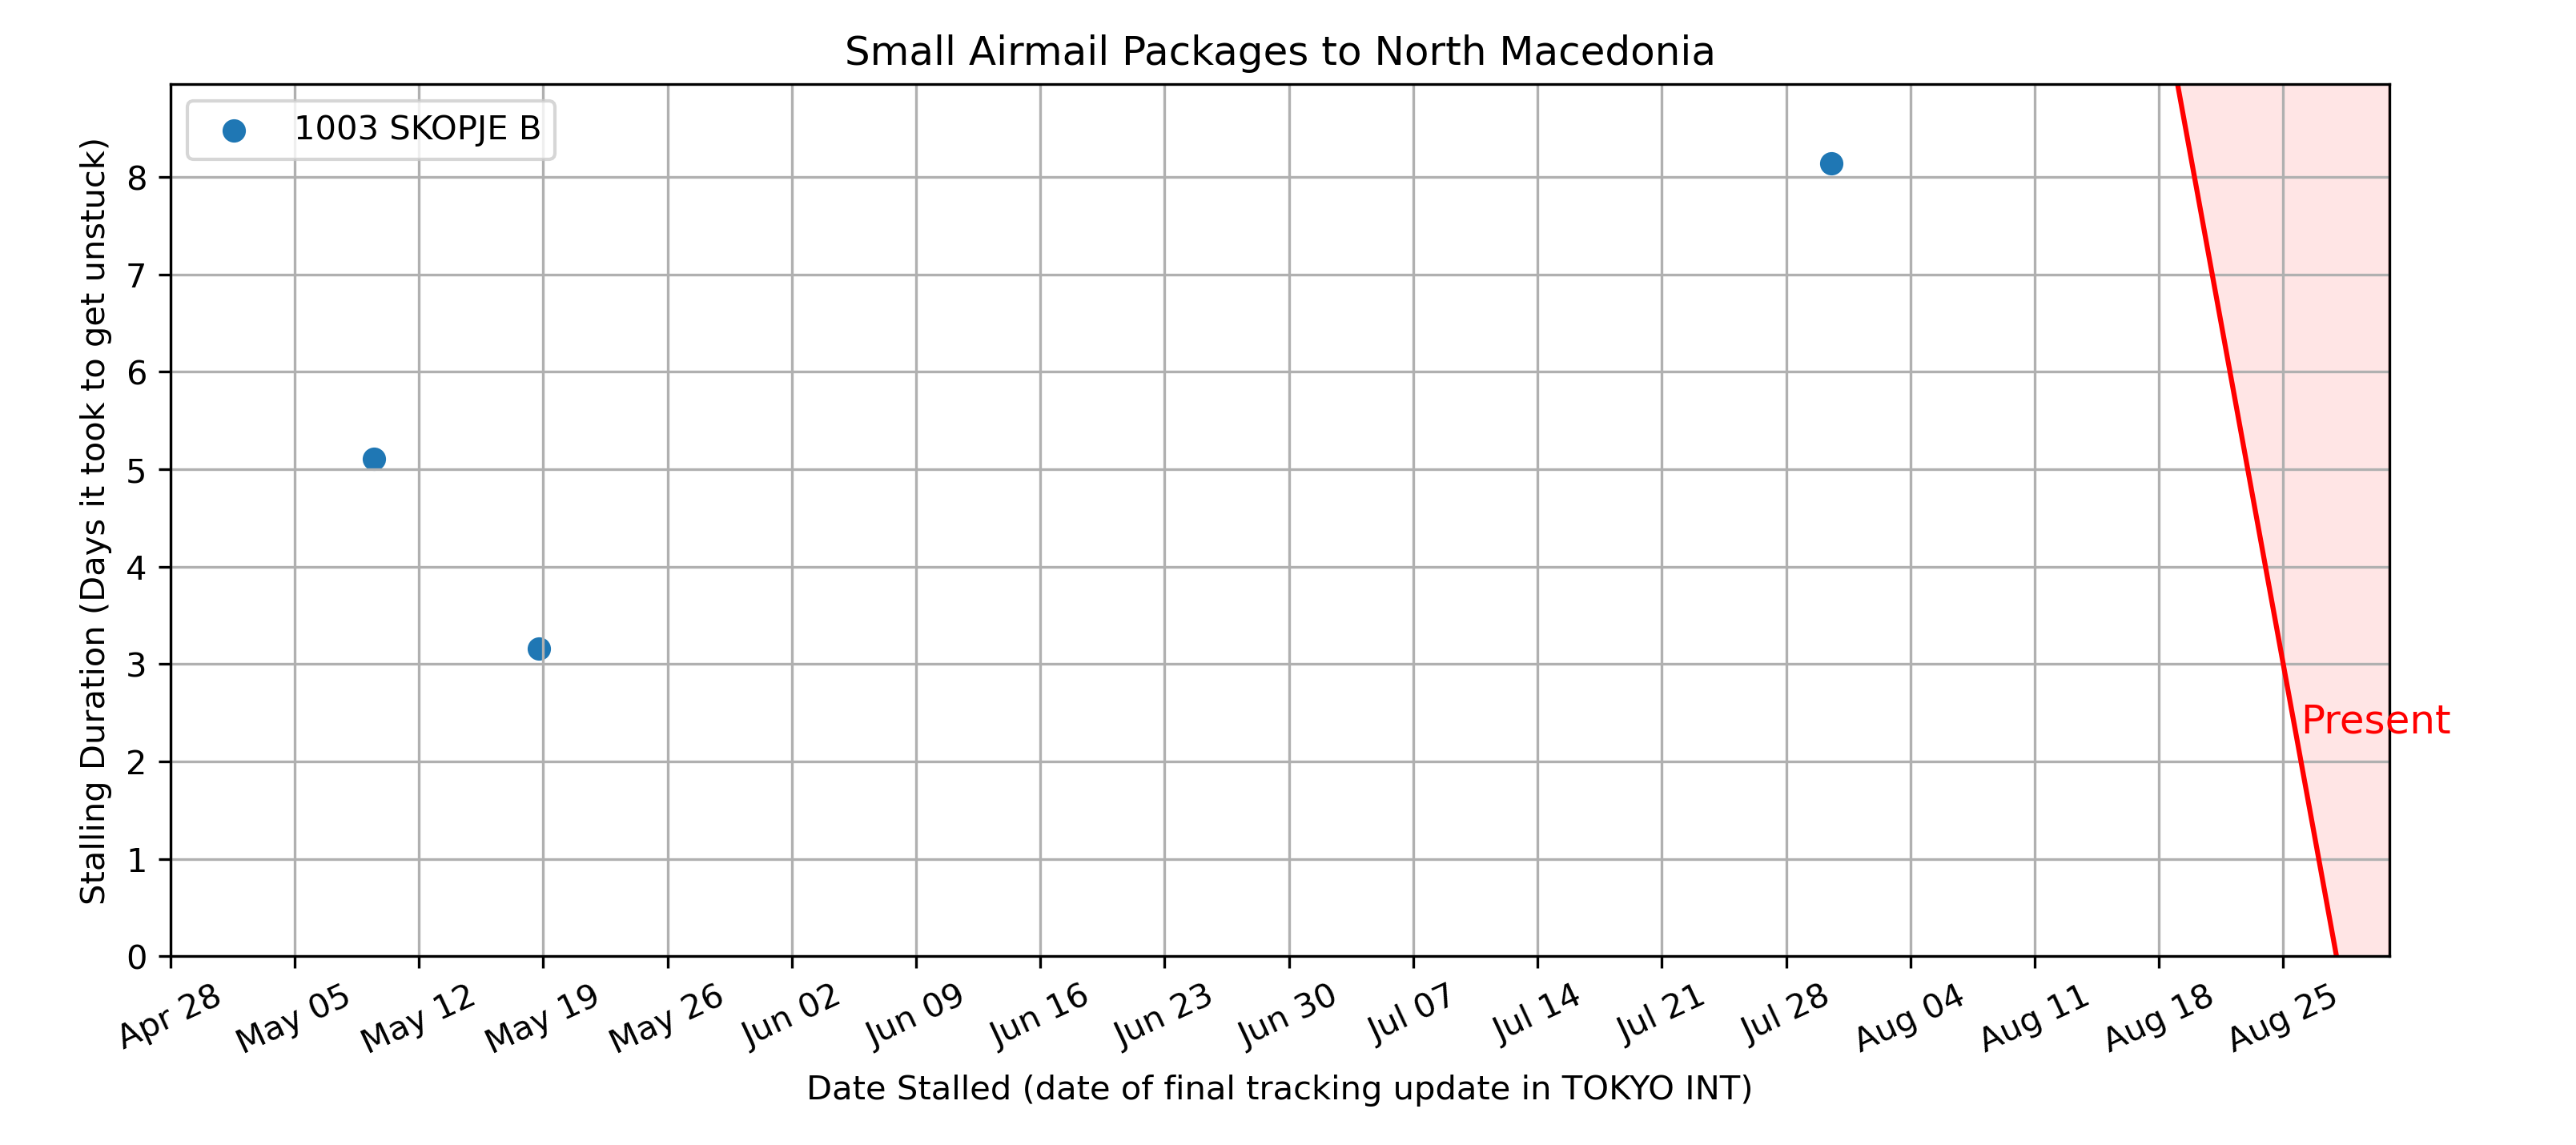 Small Airmail Packages to North Macedonia
1003 SKOPJE B
Stalling Duration (Days it took to get unstuck)
8
7
6
5
4
3
2
1
0
Present
Apr 28
May 05
May 12
May 19
May 26
Jun 02
Jun 09
Jun 16
Jun 23
Jun 30
Jul 07
Jul 14
Jul 21
Jul 28
Aug 04
Aug 11
Aug 18
Aug 25
Date Stalled (date of final tracking update in TOKYO INT)